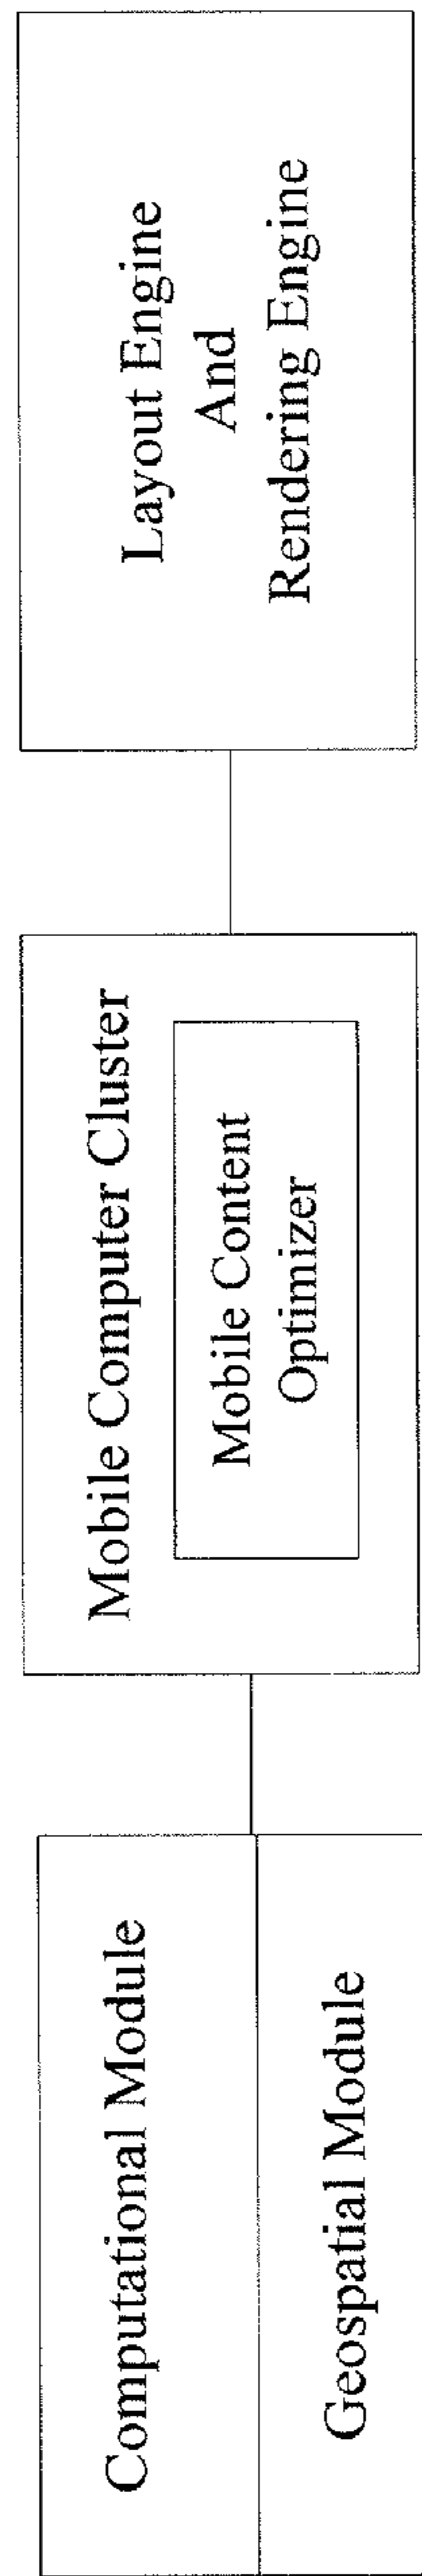 Computational Module
Geospatial Module
Mobile Computer Cluster
Mobile Content
Optimizer
Layout Engine
And
Rendering Engine